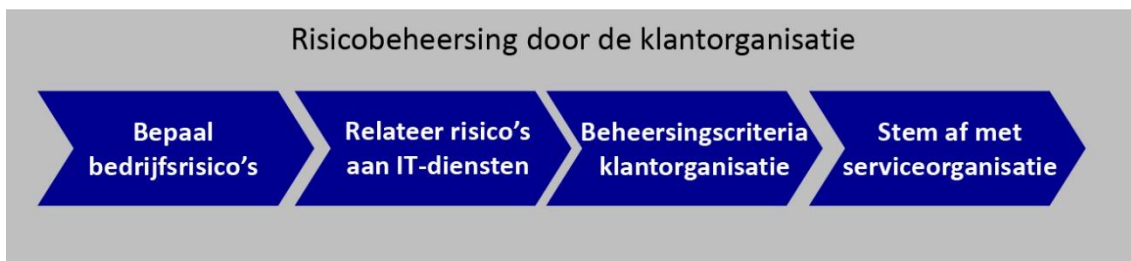 Risicobeheersing door de klantorganisatie
Bepaal
bedrijfsrisico's
Relateer risico's
aan IT-diensten
Beheersingscriteria
klantorganisatie
Stem af met
serviceorganisatie